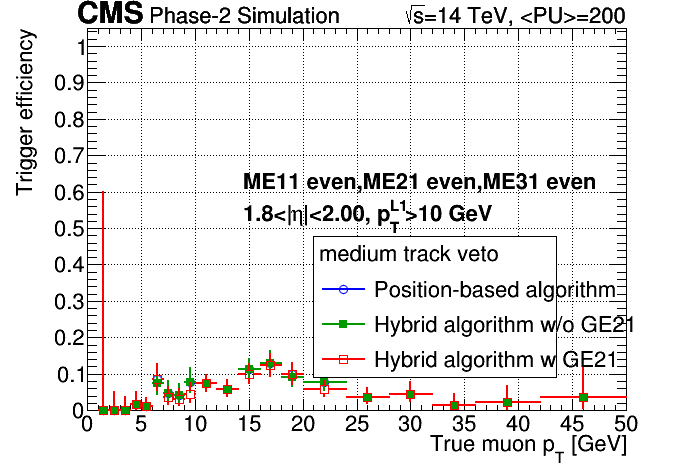 CMS Phase-2 Simulation √s=14 TeV, <PU>=200
Trigger efficiency
1
0.9
0.8
0.7
0.6
0.5
0.4
0.3
0.2
0.1
0
ME11 even,ME21 even,ME31 even
1.8<|η|<2.00, p_T^L1>10 GeV
medium track veto
Position-based algorithm
Hybrid algorithm w/o GE21
Hybrid algorithm w GE21
0 5 10 15 20 25 30 35 40 45 50
True muon p_T [GeV]